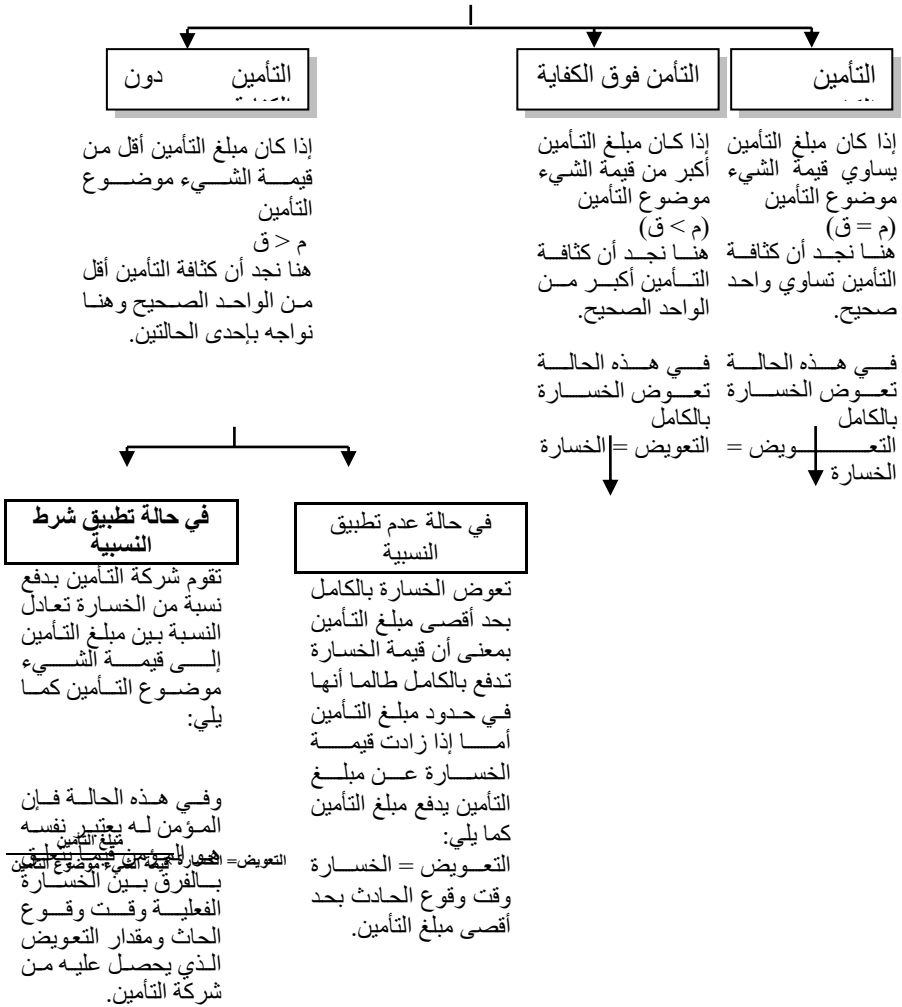 التأمين
التأمن فوق الكفاية
التأمين دون
إذا كان مبلغ التأمين
يساوي قيمة الشيء
موضوع التأمين
(م = ق)
هنا نجد أن كثافة
التأمين تساوي واحد
صحيح.
في هذه الحالة
تعوض الخسارة
بالكامل
التعويض =
الخسارة
إذا كان مبلغ التأمين
أكبر من قيمة الشيء
موضوع التأمين
(م > ق)
هنا نجد أن كثافة
التأمين أكبر من
الواحد الصحيح.
في هذه الحالة
تعوض الخسارة
بالكامل
التعويض = الخسارة
إذا كان مبلغ التأمين أقل من
قيمة الشيء موضوع
التأمين
م < ق
هنا نجد أن كثافة التأمين أقل
من الواحد الصحيح وهنا
نواجه بإحدى الحالتين.
في حالة عدم تطبيق
النسبية
تعوض الخسارة بالكامل
بحد أقصى مبلغ التأمين
بمعنى أن قيمة الخسارة
تدفع بالكامل طالما أنها
في حدود مبلغ التأمين
أما إذا زادت قيمة
الخسارة عن مبلغ
التأمين يدفع مبلغ التأمين
كما يلي:
التعويض = الخسارة
وقت وقوع الحادث بحد
أقصى مبلغ التأمين.
في حالة تطبيق شرط
النسبية
تقوم شركة التأمين بدفع
نسبة من الخسارة تعادل
النسبة بين مبلغ التأمين
إلى قيمة الشيء
موضوع التأمين كما
يلي:
وفي هذه الحالة فإن
المؤمن له يعتبر نفسه
هو المؤمن فيما يتعلق
بالفرق بين الخسارة
الفعلية وقت وقوع
الحاث ومقدار التعويض
الذي يحصل عليه من
شركة التأمين.
مبلغ التأمين
التعويض= الخسارة
قيمة الشيء موضوع التأمين